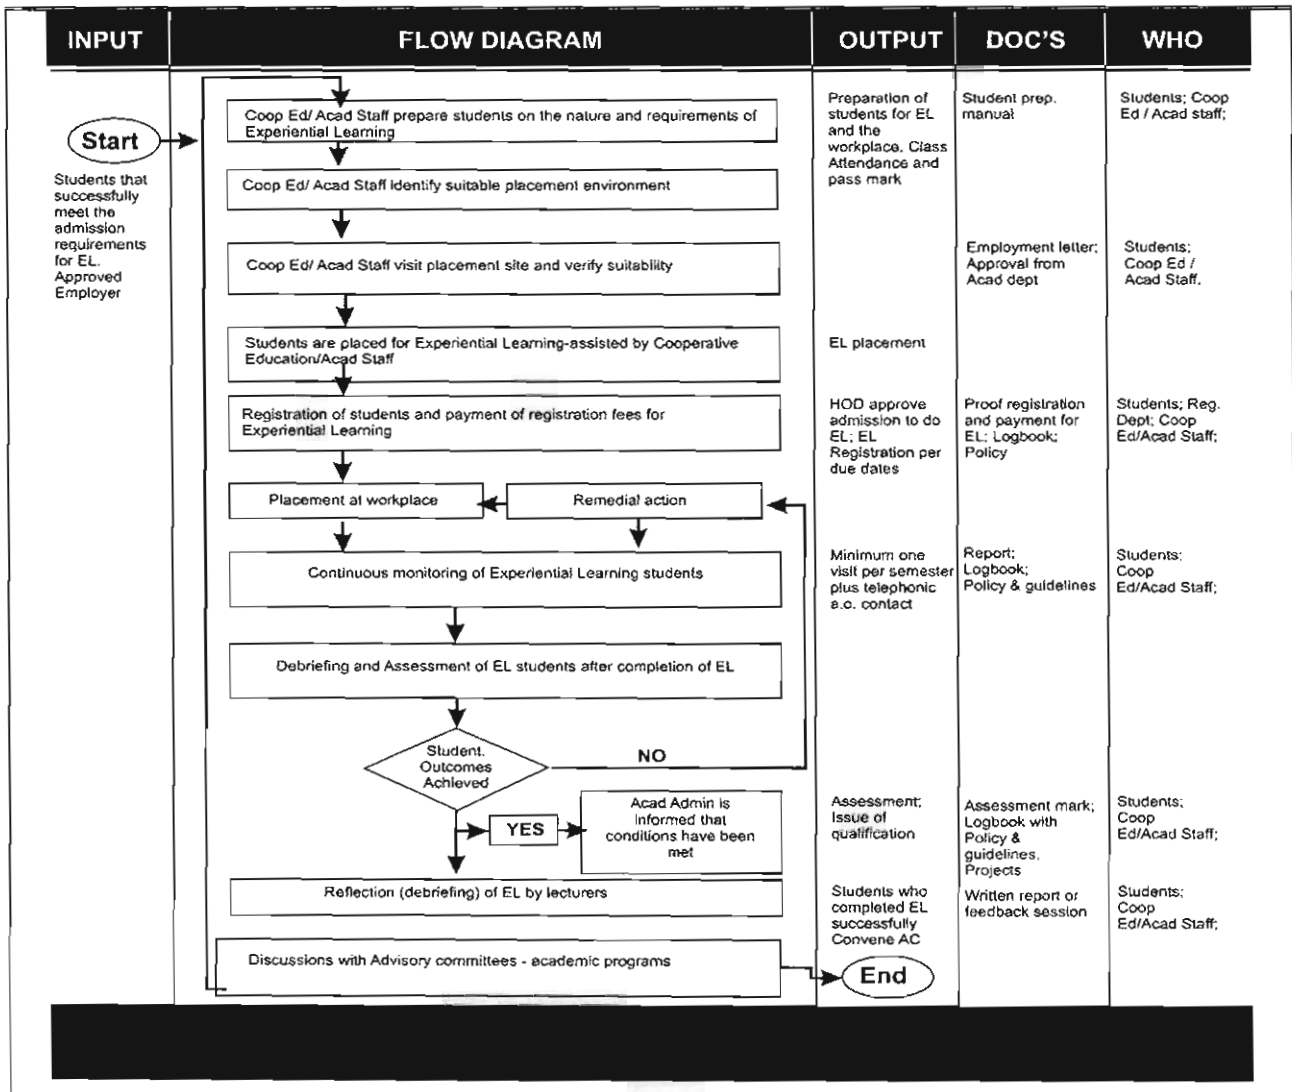 INPUT
FLOW DIAGRAM
OUTPUT
DOC'S
WHO
Start
Students that
successfully
meet the
admission
requirements
for EL.
Approved
Employer
Coop Ed/ Acad Staff prepare students on the nature and requirements of
Experiential Learning
Preparation of
students for EL
and the
workplace, Class
Attendance and
pass mark
Student prep.
manual
Students; Coop
Ed / Acad staff;
Coop Ed/ Acad Staff Identify suitable placement environment
Coop Ed/ Acad Staff visit placement site and verify suitability
Employment letter;
Approval from
Acad dept
Students;
Coop Ed /
Acad Staff.
Students are placed for Experiential Learning-assisted by Cooperative
Education/Acad Staff
EL placement
Registration of students and payment of registration fees for
Experiential Learning
HOD approve
admission to do
EL; EL
Registration per
due dates
Proof registration
and payment for
EL; Logbook;
Policy
Students; Reg.
Dept; Coop
Ed/Acad Staff;
Placement at workplace
Remedial action
Continuous monitoring of Experiential Learning students
Minimum one
visit per semester
plus telephonic
a.o. contact
Report;
Logbook;
Policy & guidelines
Students;
Coop
Ed/Acad Staff;
Debriefing and Assessment of EL students after completion of EL
Student.
Outcomes
Achieved
NO
YES
Acad Admin is
Informed that
conditions have been
met
Assessment;
Issue of
qualification
Assessment mark;
Logbook with
Policy &
guidelines,
Projects
Students;
Coop
Ed/Acad Staff;
Reflection (debriefing) of EL by lecturers
Students who
completed EL
successfully
Convene AC
Written report or
feedback session
Students;
Coop
Ed/Acad Staff;
Discussions with Advisory committees - academic programs
End